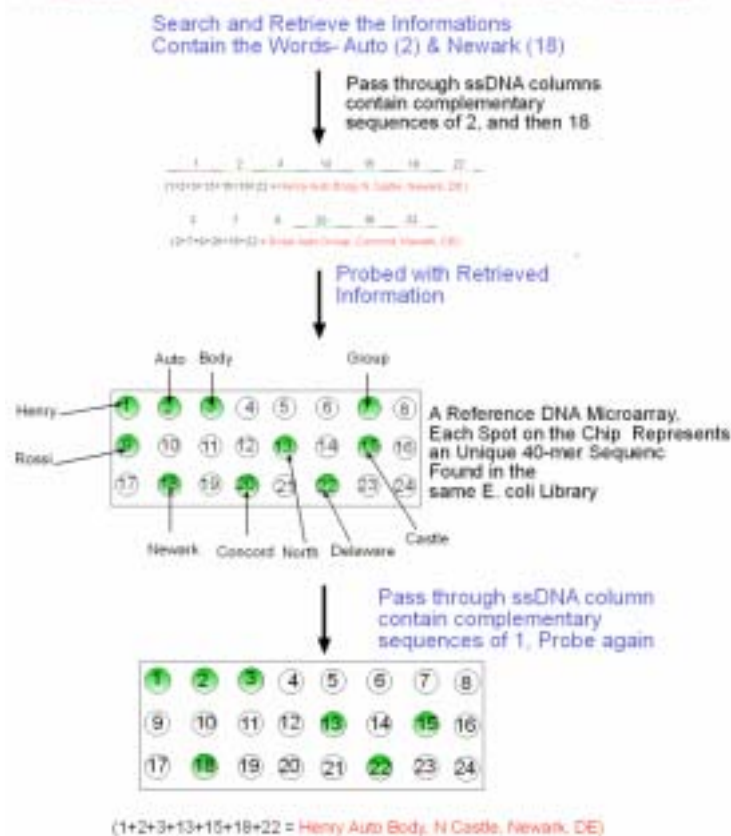 Search and Retrieve the Informations
Contain the Words- Auto (2) & Newark (18)
Pass through ssDNA columns
contain complementary
sequences of 2, and then 18
Henry Auto Body, N Castle, Newark, DE)
Probed with Retrieved
Information
Auto Body Group
Henry
Rossi
1 2 3 4 5 6 7 8
9 10 11 12 13 14 15 16
17 18 19 20 21 22 23 24
A Reference DNA Microarray.
Each Spot on the Chip Represents
an Unique 40-mer Sequenc
Found in the
same E. coli Library
Newark Concord North Delaware Castle
Pass through ssDNA column
contain complementary
sequences of 1, Probe again
1 2 3 4 5 6 7 8
9 10 11 12 13 14 15 16
17 18 19 20 21 22 23 24
(1+2+3+13+15+18+22 = Henry Auto Body, N Castle, Newark, DE)